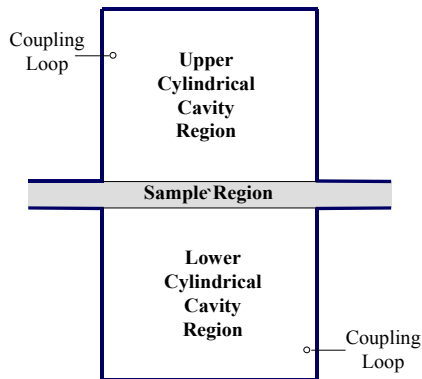 Coupling
Loop
Upper
Cylindrical
Cavity
Region
Sample Region
Lower
Cylindrical
Cavity
Region
Coupling
Loop